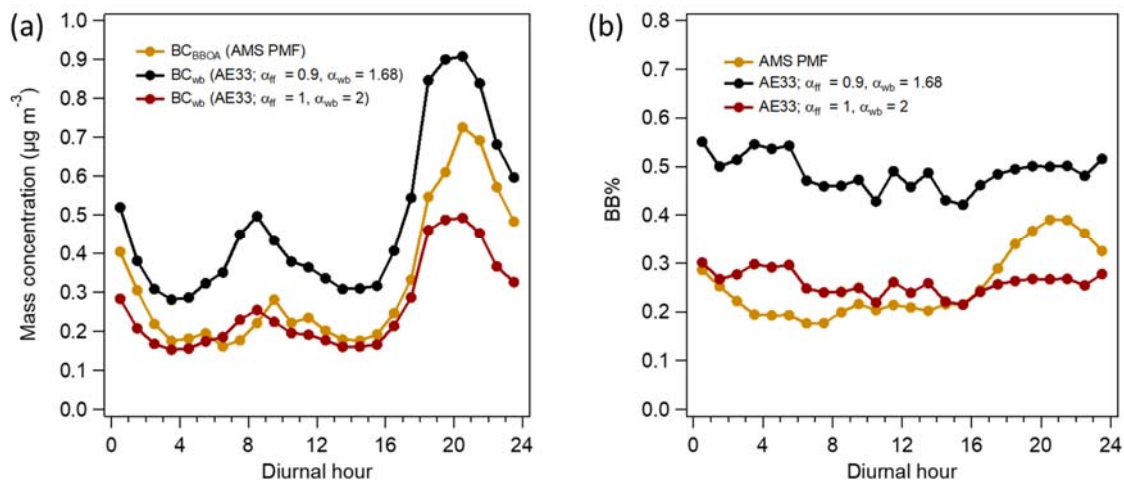 (a)
1.0
0.9
0.8
0.7
0.6
0.5
0.4
0.3
0.2
0.1
0.0
Mass concentration (µg m⁻³)
BC_BBOA (AMS PMF)
BC_wb (AE33; α_ff = 0.9, α_wb = 1.68)
BC_wb (AE33; α_ff = 1, α_wb = 2)
0 4 8 12 16 20 24
Diurnal hour
(b)
0.8
0.7
0.6
0.5
0.4
0.3
0.2
0.1
0.0
BB%
AMS PMF
AE33; α_ff = 0.9, α_wb = 1.68
AE33; α_ff = 1, α_wb = 2
0 4 8 12 16 20 24
Diurnal hour